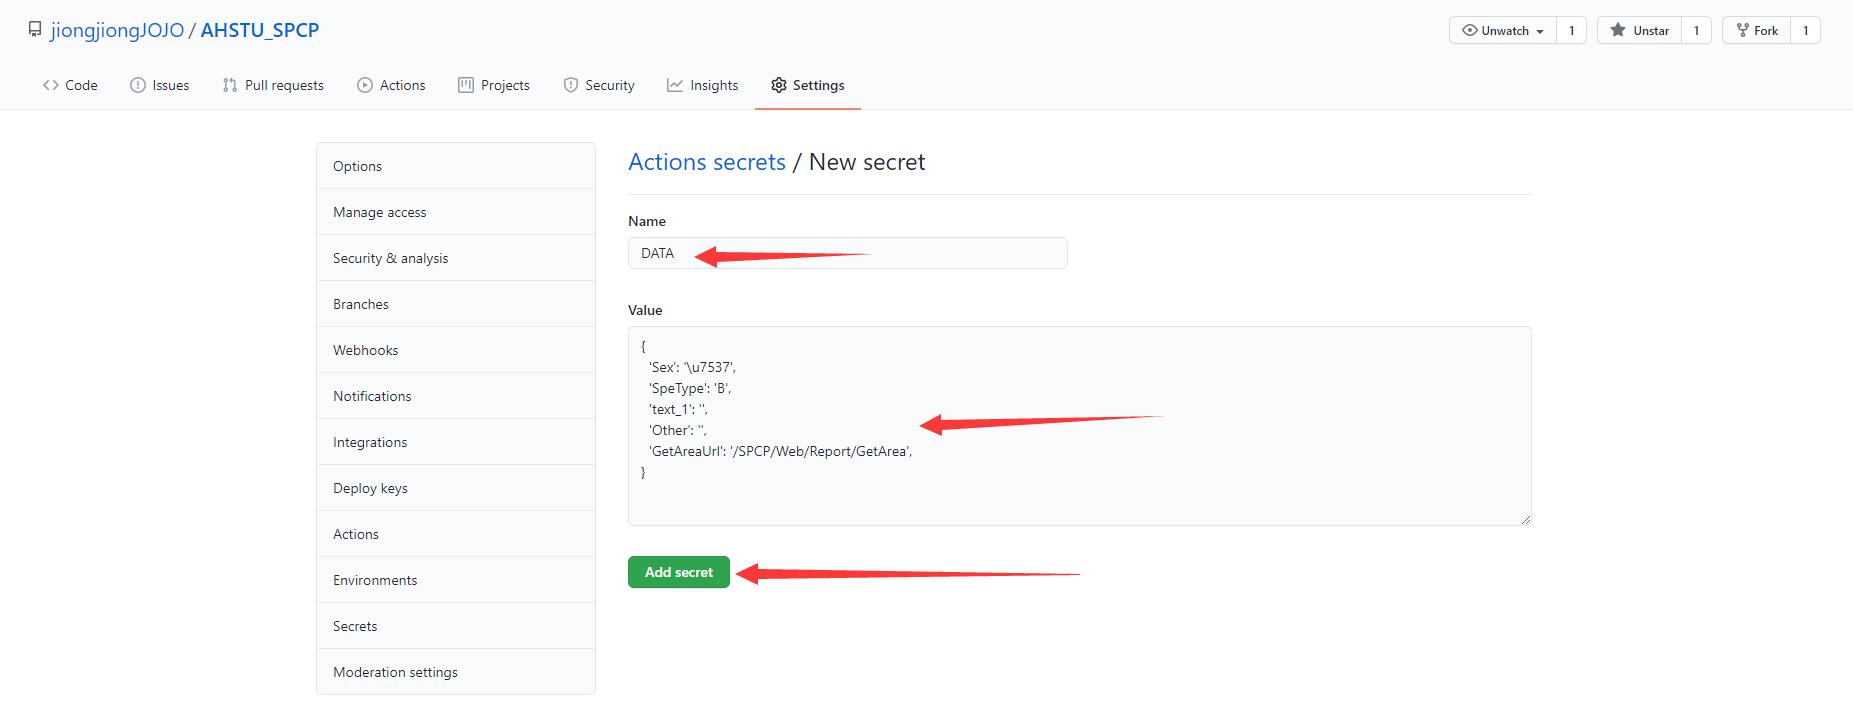 jiongjiongJOJO / AHSTU_SPCP
Unwatch 1 Unstar 1 Fork 1
Code Issues Pull requests Actions Projects Security Insights Settings
Options
Manage access
Security & analysis
Branches
Webhooks
Notifications
Integrations
Deploy keys
Actions
Environments
Secrets
Moderation settings
Actions secrets / New secret
Name
DATA
Value
{
'Sex': '\u7537',
'SpeType': 'B',
'text_1': '',
'Other': '',
'GetAreaUrl': '/SPCP/Web/Report/GetArea',
}
Add secret